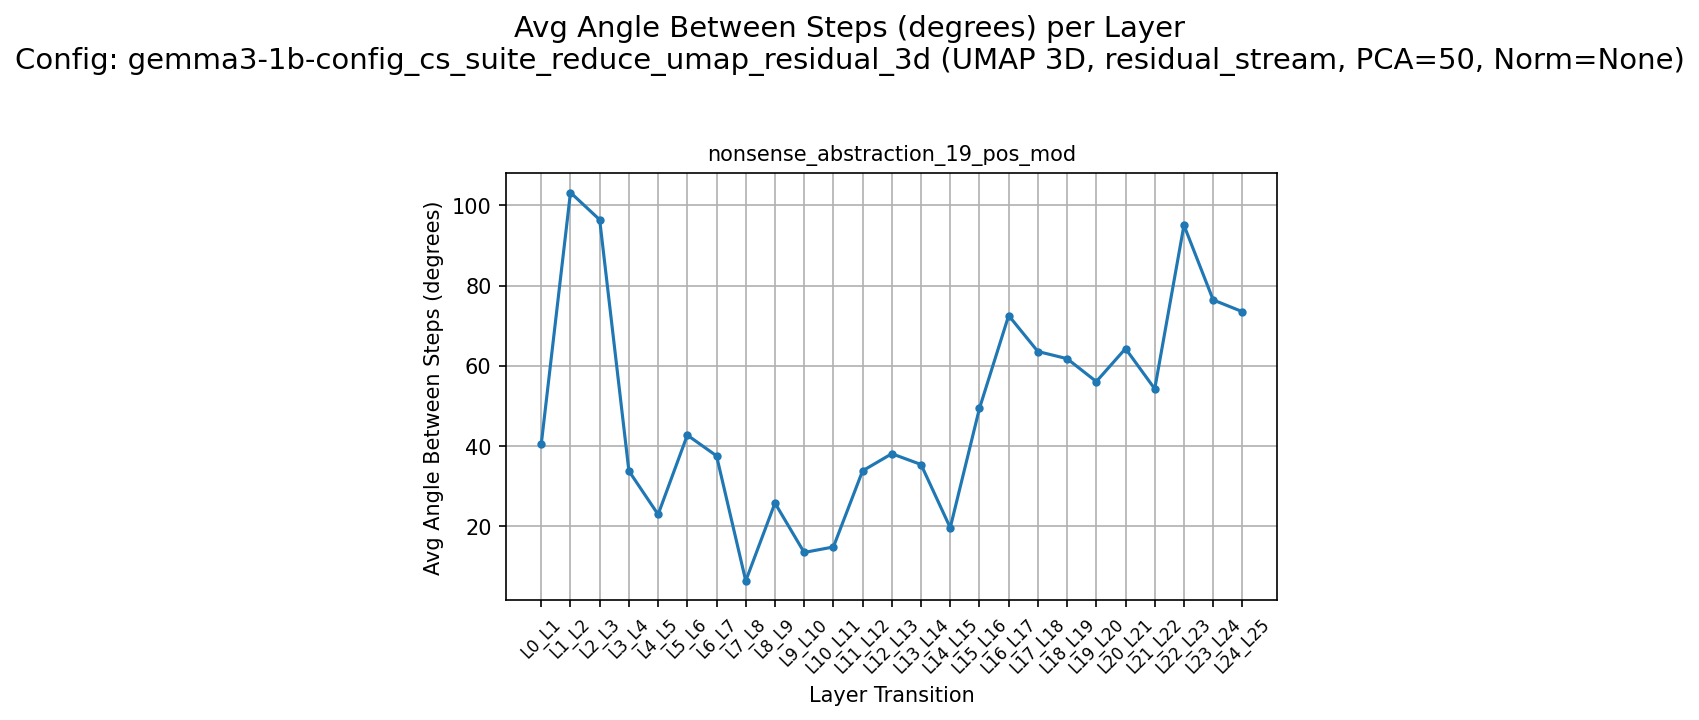 Avg Angle Between Steps (degrees) per Layer
Config: gemma3-1b-config_cs_suite_reduce_umap_residual_3d (UMAP 3D, residual_stream, PCA=50, Norm=None)
nonsense_abstraction_19_pos_mod
Avg Angle Between Steps (degrees)
100
80
60
40
20
L0_L1
L1_L2
L2_L3
L3_L4
L4_L5
L5_L6
L6_L7
L7_L8
L8_L9
L9_L10
L10_L11
L11_L12
L12_L13
L13_L14
L14_L15
L15_L16
L16_L17
L17_L18
L18_L19
L19_L20
L20_L21
L21_L22
L22_L23
L23_L24
L24_L25
Layer Transition